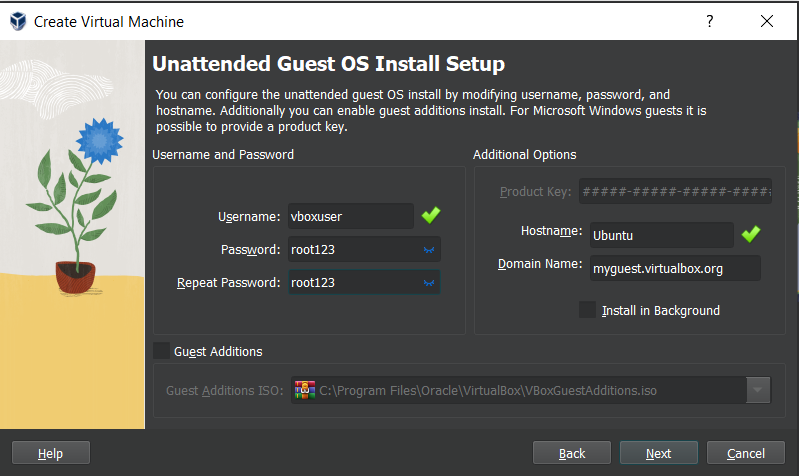 Create Virtual Machine
?
Unattended Guest OS Install Setup
You can configure the unattended guest OS install by modifying username, password, and
hostname. Additionally you can enable guest additions install. For Microsoft Windows guests it is
possible to provide a product key.
Username and Password
Username: vboxuser
Password: root123
Repeat Password: root123
Additional Options
Product Key: #####-#####-#####-####
Hostname: Ubuntu
Domain Name: myguest.virtualbox.org
Install in Background
Guest Additions
Guest Additions ISO: C:\Program Files\Oracle\VirtualBox\VBoxGuestAdditions.iso
Help
Back
Next
Cancel